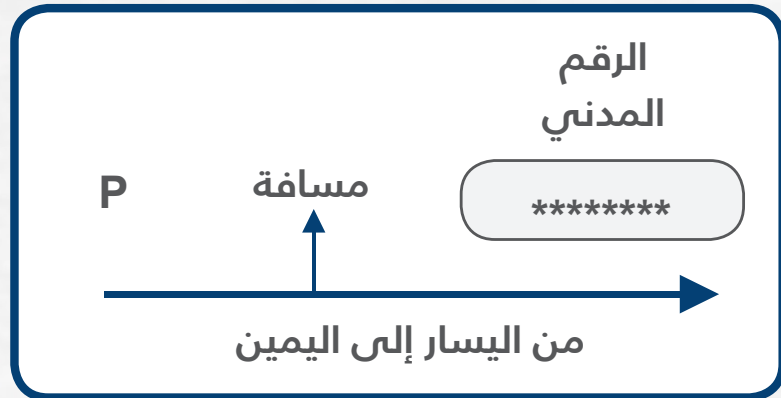 الرقم
المدني
P
مسافة
********
من اليسار إلى اليمين